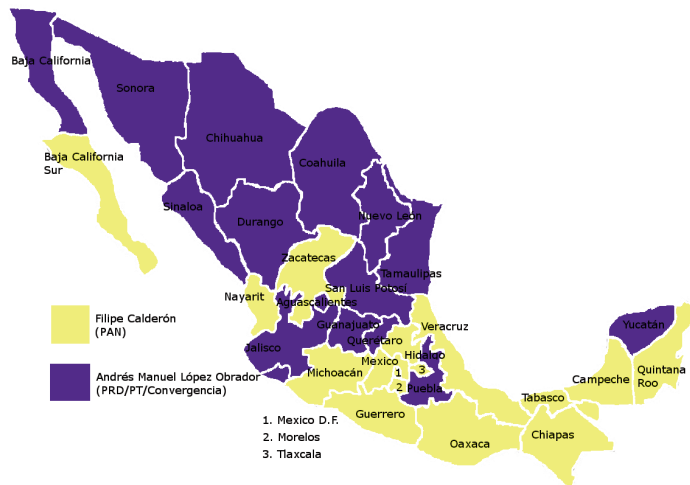 Baja California
Sonora
Chihuahua
Coahuila
Baja California
Sur
Sinaloa
Durango
Nuevo León
Zacatecas
Tamaulipas
San Luis Potosí
Nayarit
Aguascalientes
Filipe Calderón
(PAN)
Guanajuato
Veracruz
Yucatán
Querétaro
Jalisco
Hidalgo
Mexico
Michoacán
1
3
Campeche
Quintana
Roo
Andrés Manuel López Obrador
(PRD/PT/Convergencia)
2
Puebla
Tabasco
Guerrero
1. Mexico D.F.
2. Morelos
3. Tlaxcala
Oaxaca
Chiapas